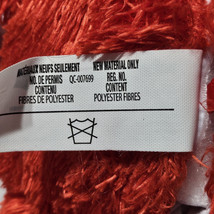 MATERIAUX NEUFS SEULEMENT NEW MATERIAL ONLY
NO. DE PERMIS QC-007699 REG. NO.
CONTENU CONTENT
FIBRES DE POLYESTER POLYESTER FIBRES